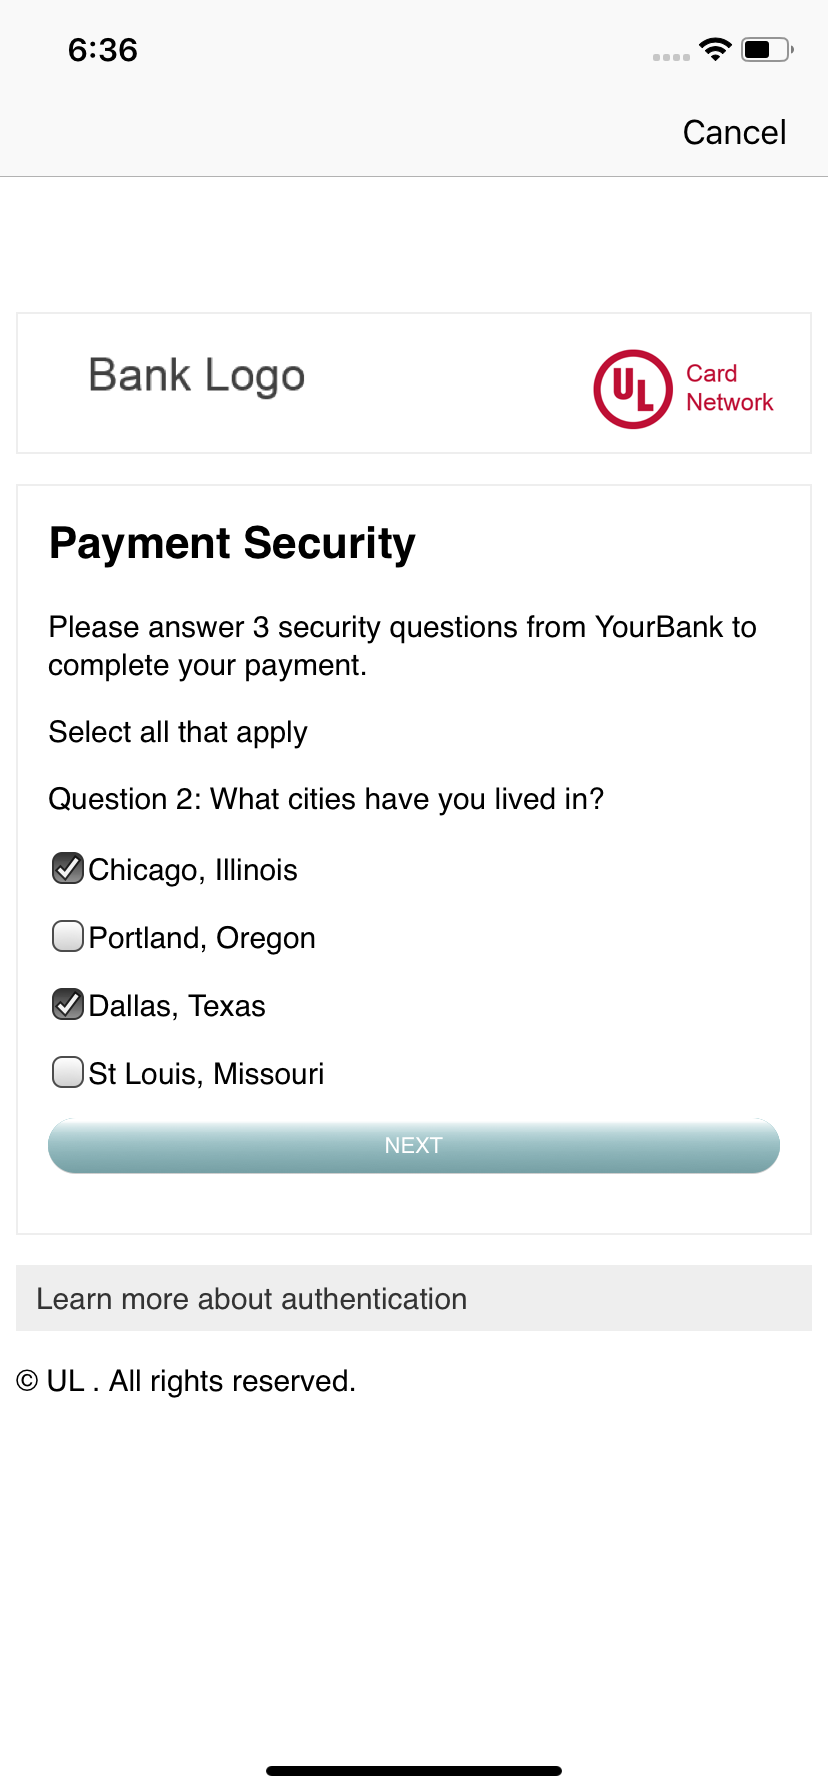 6:36
Cancel
Bank Logo
UL
Card
Network
Payment Security
Please answer 3 security questions from YourBank to
complete your payment.
Select all that apply
Question 2: What cities have you lived in?
Chicago, Illinois
Portland, Oregon
Dallas, Texas
St Louis, Missouri
NEXT
Learn more about authentication
© UL . All rights reserved.